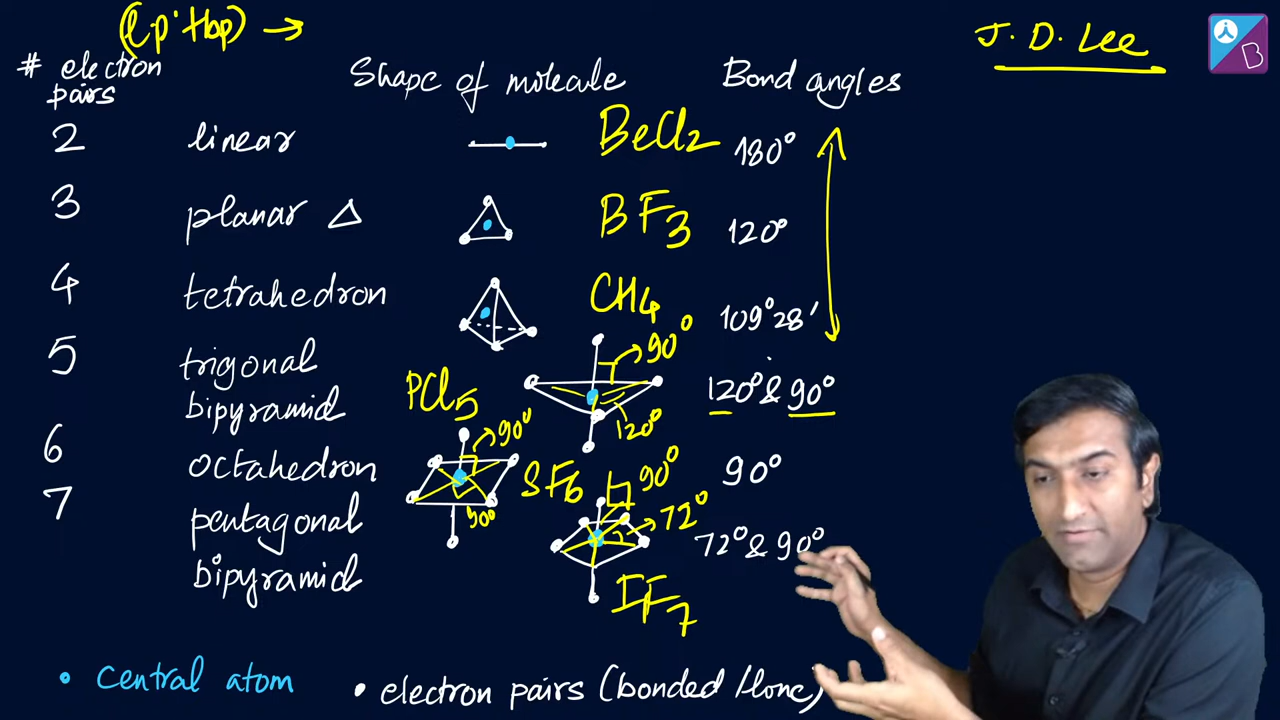 (l.p + bp) →
J. D. Lee
B
# electron pairs
Shape of molecule
Bond angles
2 linear BeCl2 180°
3 planar △ BF3 120°
4 tetrahedron CH4 109°28'
90°
5 trigonal bipyramid PCl5 120° & 90°
120°
90°
6 octahedron SF6 90°
90°
90°
72°
7 pentagonal bipyramid IF7 72° & 90°
• central atom
• electron pairs (bonded / lone)